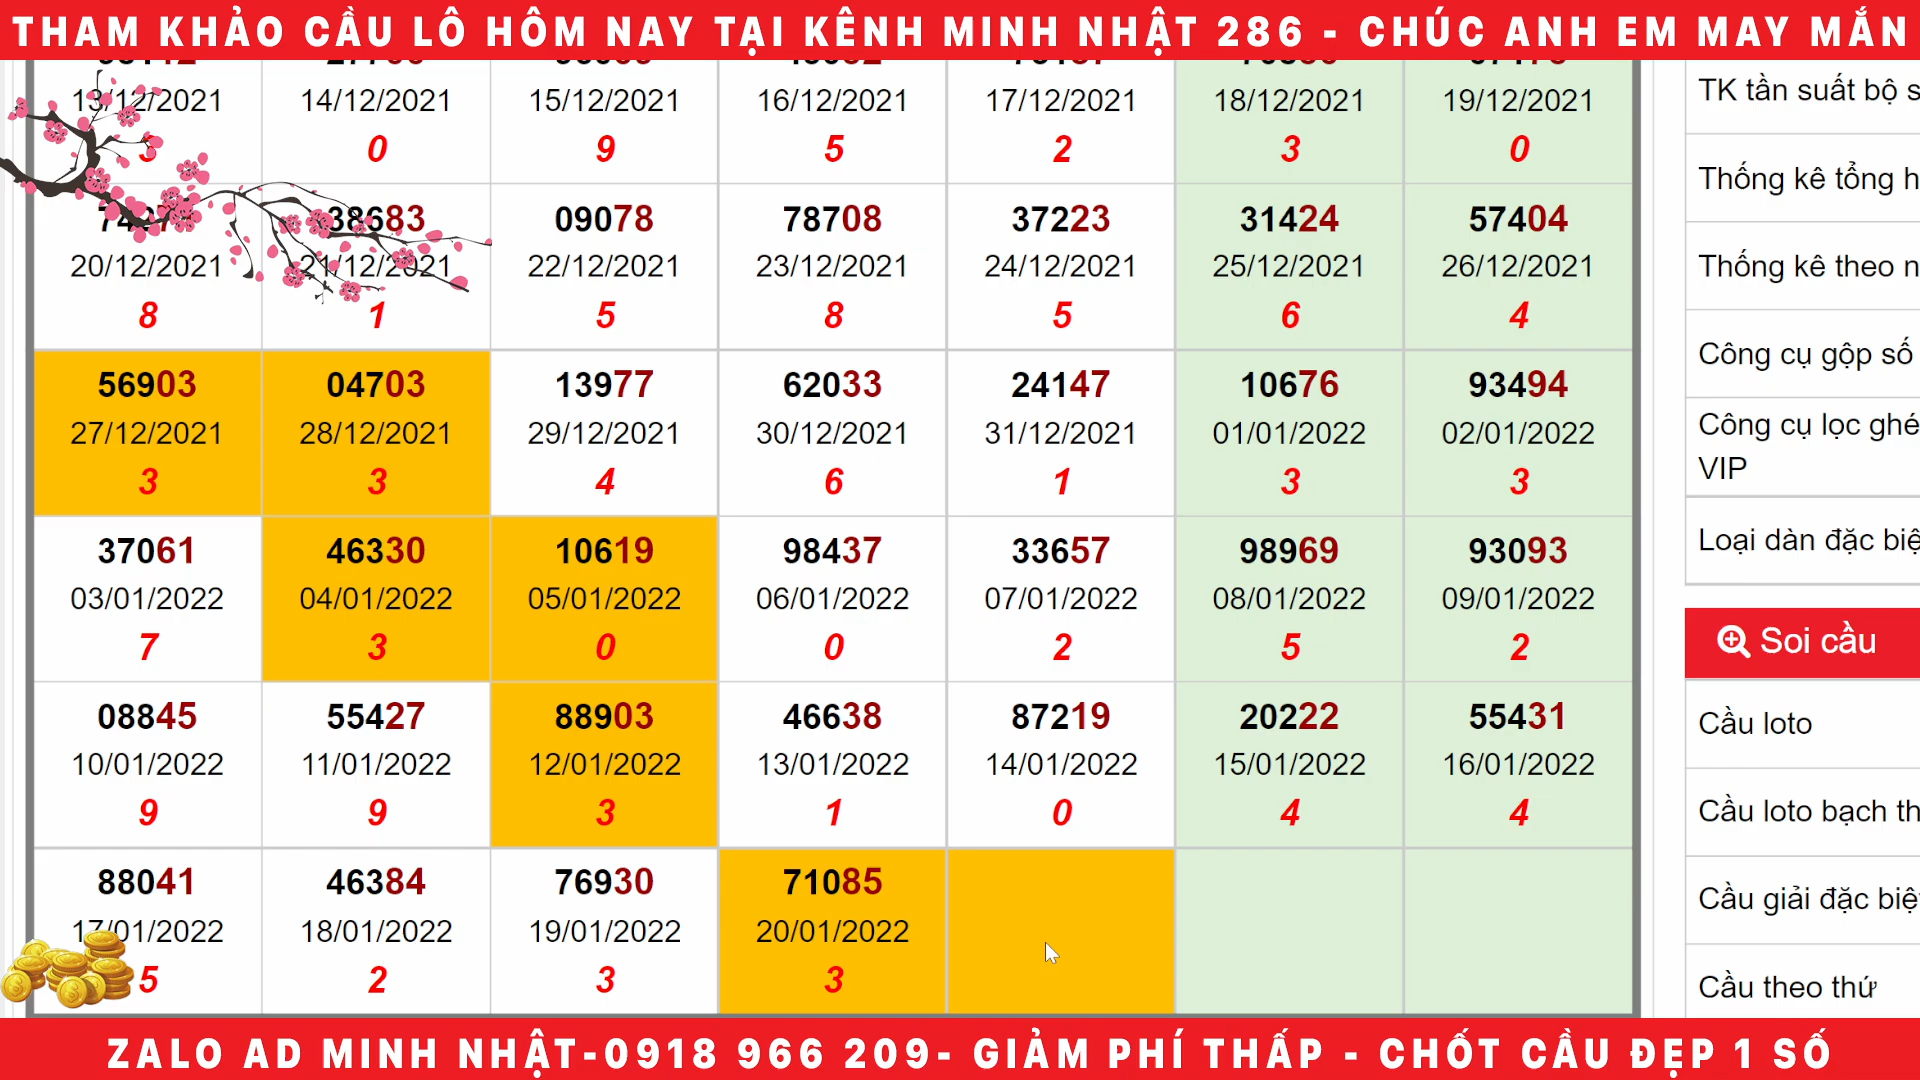 THAM KHẢO CẦU LÔ HÔM NAY TẠI KÊNH MINH NHẬT 286 - CHÚC ANH EM MAY MẮN
13/12/2021 14/12/2021 15/12/2021 16/12/2021 17/12/2021 18/12/2021 19/12/2021
0 9 5 2 3 0
38683 09078 78708 37223 31424 57404
20/12/2021 21/12/2021 22/12/2021 23/12/2021 24/12/2021 25/12/2021 26/12/2021
8 1 5 8 5 6 4
56903 04703 13977 62033 24147 10676 93494
27/12/2021 28/12/2021 29/12/2021 30/12/2021 31/12/2021 01/01/2022 02/01/2022
3 3 4 6 1 3 3
37061 46330 10619 98437 33657 98969 93093
03/01/2022 04/01/2022 05/01/2022 06/01/2022 07/01/2022 08/01/2022 09/01/2022
7 3 0 0 2 5 2
08845 55427 88903 46638 87219 20222 55431
10/01/2022 11/01/2022 12/01/2022 13/01/2022 14/01/2022 15/01/2022 16/01/2022
9 9 3 1 0 4 4
88041 46384 76930 71085
17/01/2022 18/01/2022 19/01/2022 20/01/2022
5 2 3 3
TK tần suất bộ s
Thống kê tổng h
Thống kê theo n
Công cụ gộp số
Công cụ lọc ghé
VIP
Loại dàn đặc biệ
Soi cầu
Cầu loto
Cầu loto bạch th
Cầu giải đặc biệ
Cầu theo thứ
ZALO AD MINH NHẬT-0918 966 209- GIẢM PHÍ THẤP - CHỐT CẦU ĐẸP 1 SỐ